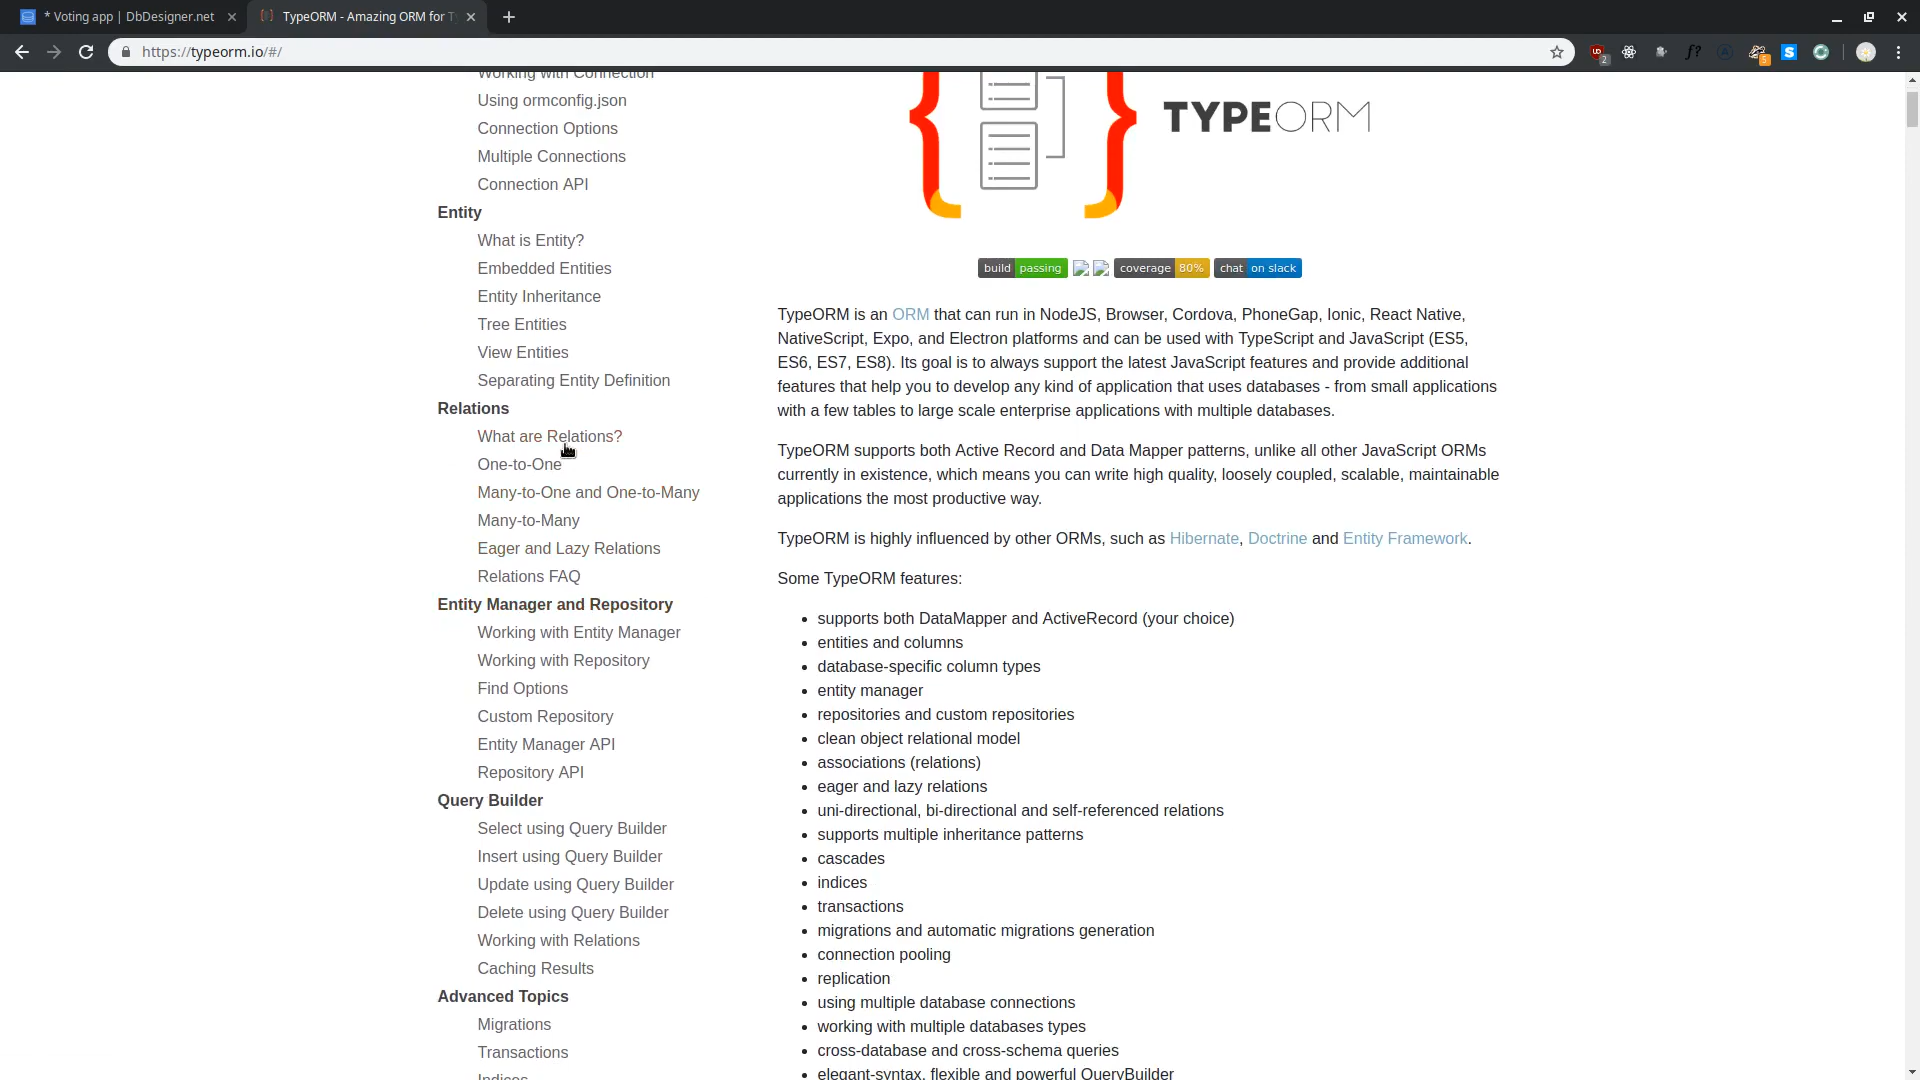 * Voting app | DbDesigner.net
TypeORM - Amazing ORM for T
https://typeorm.io/#/
2
f?
5
S
Working with Connection
Using ormconfig.json
Connection Options
Multiple Connections
Connection API
Entity
What is Entity?
Embedded Entities
Entity Inheritance
Tree Entities
View Entities
Separating Entity Definition
Relations
What are Relations?
One-to-One
Many-to-One and One-to-Many
Many-to-Many
Eager and Lazy Relations
Relations FAQ
Entity Manager and Repository
Working with Entity Manager
Working with Repository
Find Options
Custom Repository
Entity Manager API
Repository API
Query Builder
Select using Query Builder
Insert using Query Builder
Update using Query Builder
Delete using Query Builder
Working with Relations
Caching Results
Advanced Topics
Migrations
Transactions
Indices
TYPEORM
build passing
coverage 80%
chat on slack
TypeORM is an ORM that can run in NodeJS, Browser, Cordova, PhoneGap, Ionic, React Native,
NativeScript, Expo, and Electron platforms and can be used with TypeScript and JavaScript (ES5,
ES6, ES7, ES8). Its goal is to always support the latest JavaScript features and provide additional
features that help you to develop any kind of application that uses databases - from small applications
with a few tables to large scale enterprise applications with multiple databases.
TypeORM supports both Active Record and Data Mapper patterns, unlike all other JavaScript ORMs
currently in existence, which means you can write high quality, loosely coupled, scalable, maintainable
applications the most productive way.
TypeORM is highly influenced by other ORMs, such as Hibernate, Doctrine and Entity Framework.
Some TypeORM features:
• supports both DataMapper and ActiveRecord (your choice)
• entities and columns
• database-specific column types
• entity manager
• repositories and custom repositories
• clean object relational model
• associations (relations)
• eager and lazy relations
• uni-directional, bi-directional and self-referenced relations
• supports multiple inheritance patterns
• cascades
• indices
• transactions
• migrations and automatic migrations generation
• connection pooling
• replication
• using multiple database connections
• working with multiple databases types
• cross-database and cross-schema queries
• elegant-syntax, flexible and powerful QueryBuilder